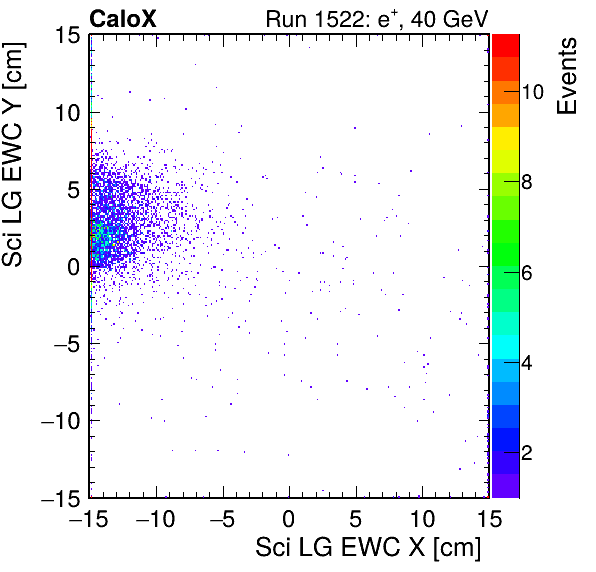 CaloX Run 1522: e+, 40 GeV
Sci LG EWC Y [cm]
Events
15
10
5
0
−5
−10
−15
10
8
6
4
2
−15 −10 −5 0 5 10 15
Sci LG EWC X [cm]